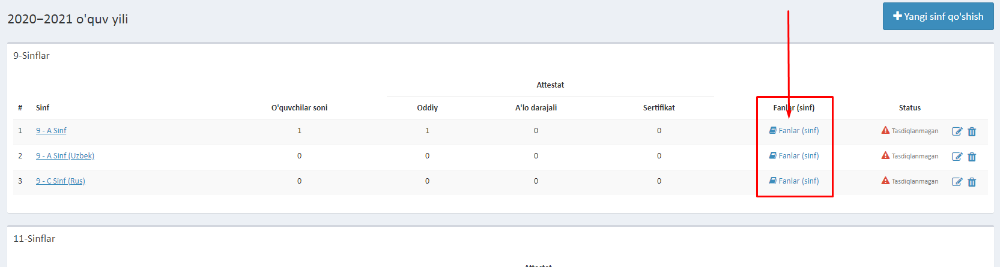 2020–2021 o'quv yili
Yangi sinf qo'shish
9-Sinflar
Attestat
# Sinf O'quvchilar soni Oddiy A'lo darajali Sertifikat Fanlar (sinf) Status
1 9 - A Sinf 1 1 0 0 Fanlar (sinf) Tasdiqlanmagan
2 9 - A Sinf (Uzbek) 0 0 0 0 Fanlar (sinf) Tasdiqlanmagan
3 9 - C Sinf (Rus) 0 0 0 0 Fanlar (sinf) Tasdiqlanmagan
11-Sinflar
Attestat